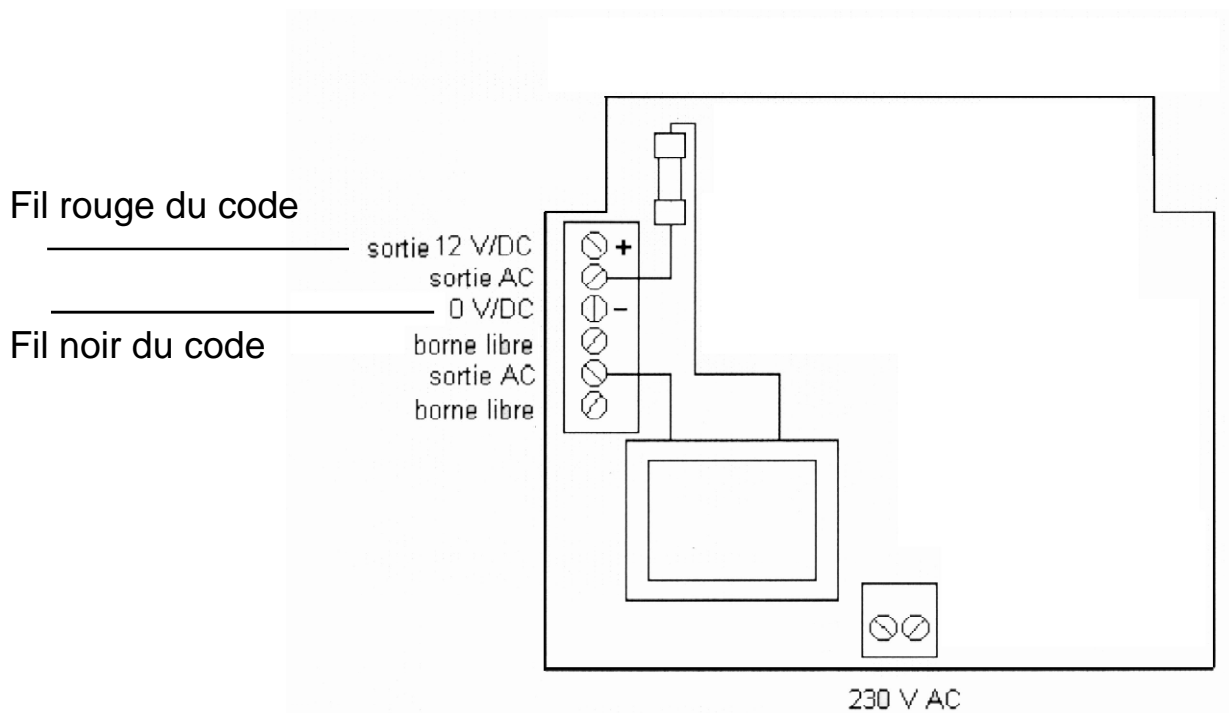 Fil rouge du code
sortie 12 V/DC
+
sortie AC
0 V/DC
–
Fil noir du code
borne libre
sortie AC
borne libre
230 V AC